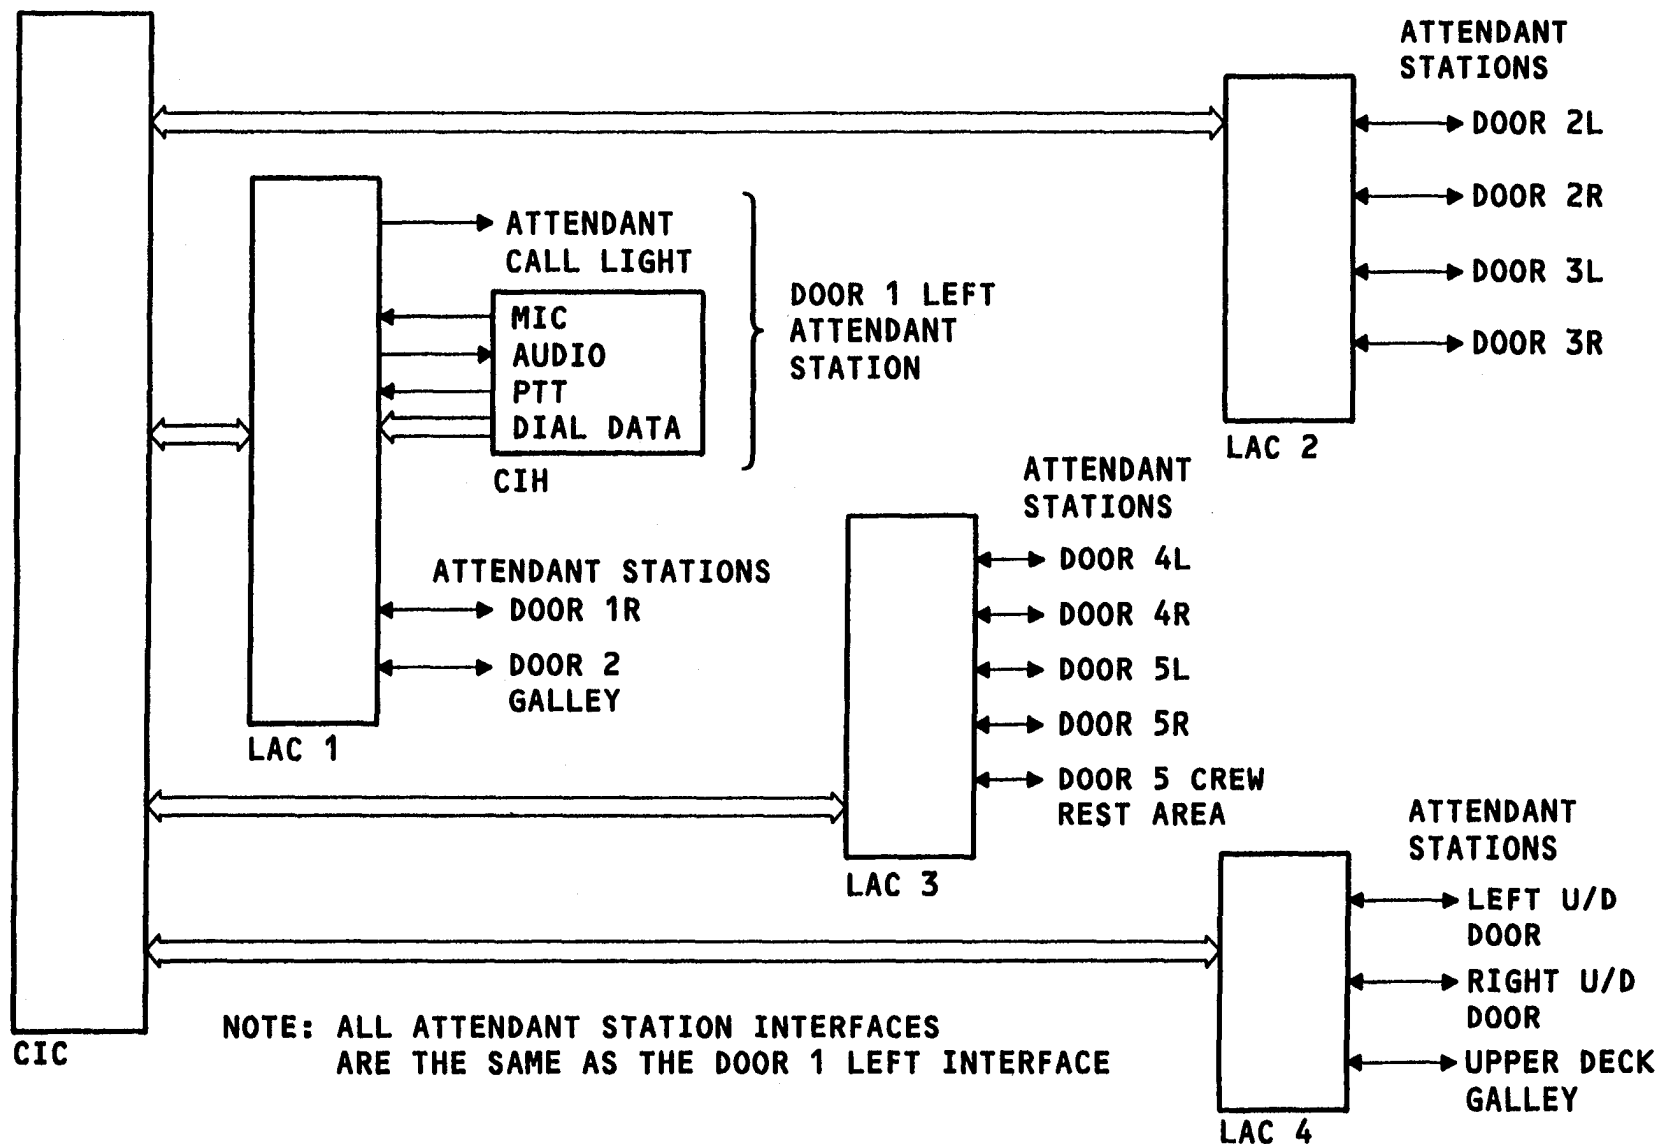 ATTENDANT
STATIONS
DOOR 2L
DOOR 2R
DOOR 3L
DOOR 3R
LAC 2
ATTENDANT
CALL LIGHT
MIC
AUDIO
PTT
DIAL DATA
CIH
DOOR 1 LEFT
ATTENDANT
STATION
ATTENDANT STATIONS
DOOR 1R
DOOR 2
GALLEY
LAC 1
ATTENDANT
STATIONS
DOOR 4L
DOOR 4R
DOOR 5L
DOOR 5R
DOOR 5 CREW
REST AREA
LAC 3
ATTENDANT
STATIONS
LEFT U/D
DOOR
RIGHT U/D
DOOR
UPPER DECK
GALLEY
LAC 4
CIC
NOTE: ALL ATTENDANT STATION INTERFACES
ARE THE SAME AS THE DOOR 1 LEFT INTERFACE